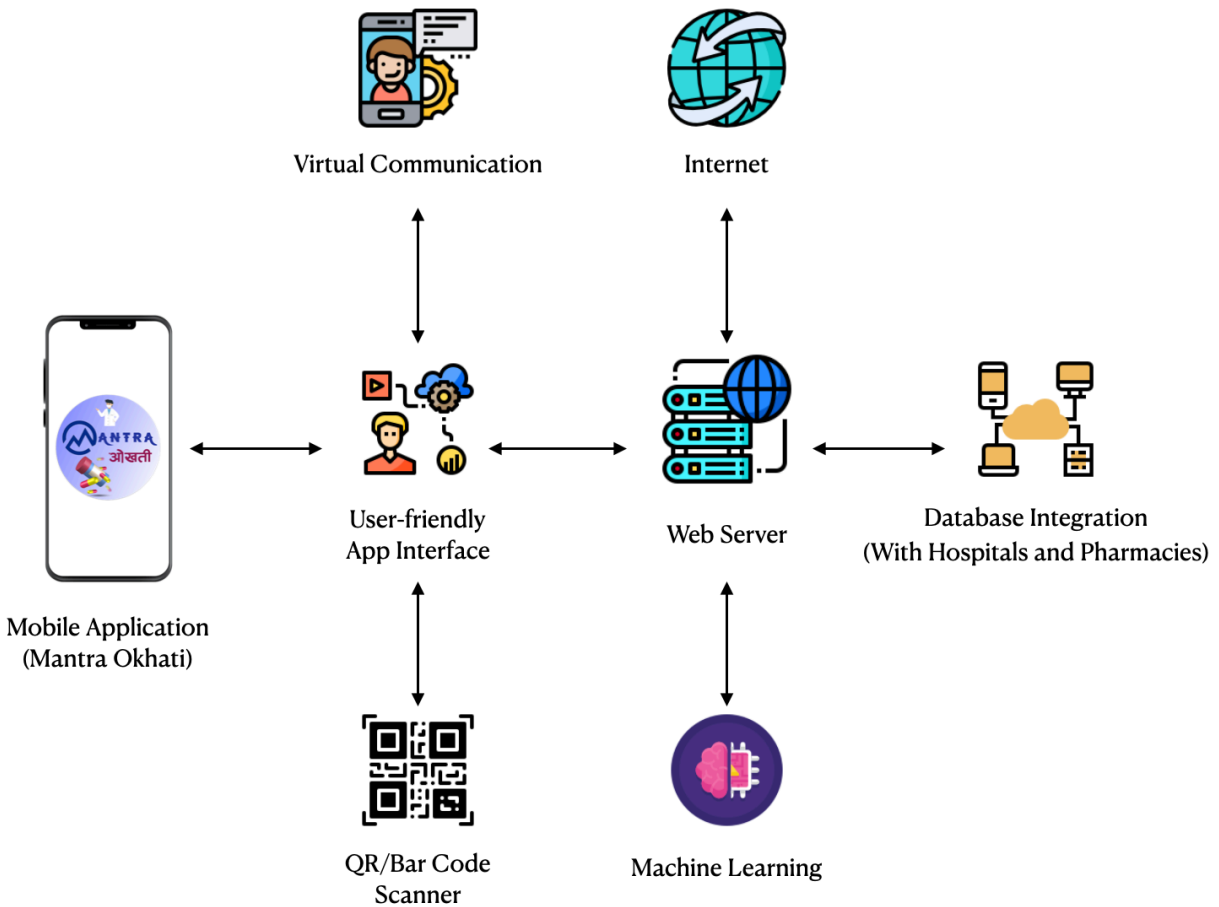 Virtual Communication
Internet
MANTRA
ओखती
User-friendly
App Interface
Web Server
Database Integration
(With Hospitals and Pharmacies)
Mobile Application
(Mantra Okhati)
QR/Bar Code
Scanner
Machine Learning